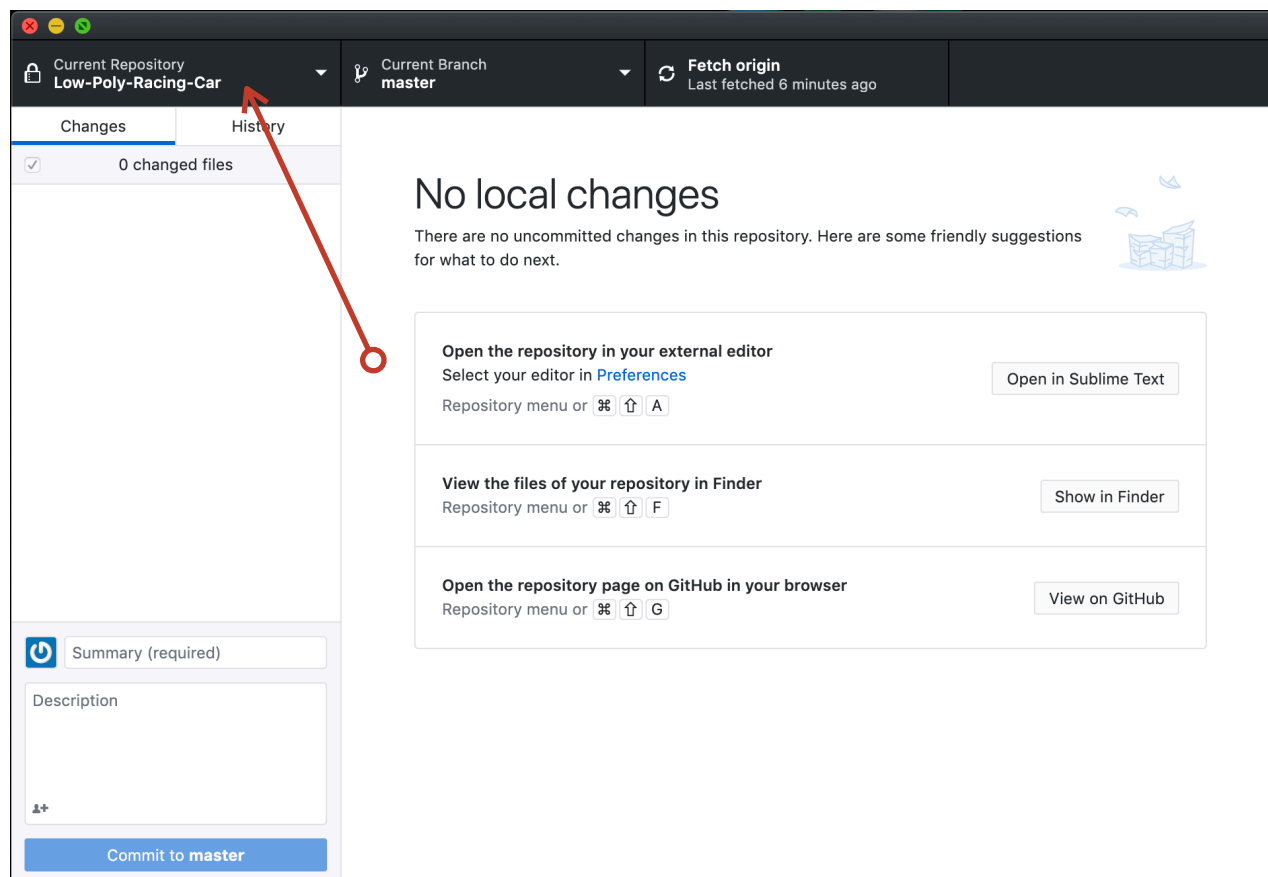 Current Repository
Low-Poly-Racing-Car
Current Branch
master
Fetch origin
Last fetched 6 minutes ago
Changes
History
0 changed files
No local changes
There are no uncommitted changes in this repository. Here are some friendly suggestions
for what to do next.
Open the repository in your external editor
Select your editor in Preferences
Repository menu or ⌘ ⇧ A
Open in Sublime Text
View the files of your repository in Finder
Repository menu or ⌘ ⇧ F
Show in Finder
Open the repository page on GitHub in your browser
Repository menu or ⌘ ⇧ G
View on GitHub
Summary (required)
Description
Commit to master